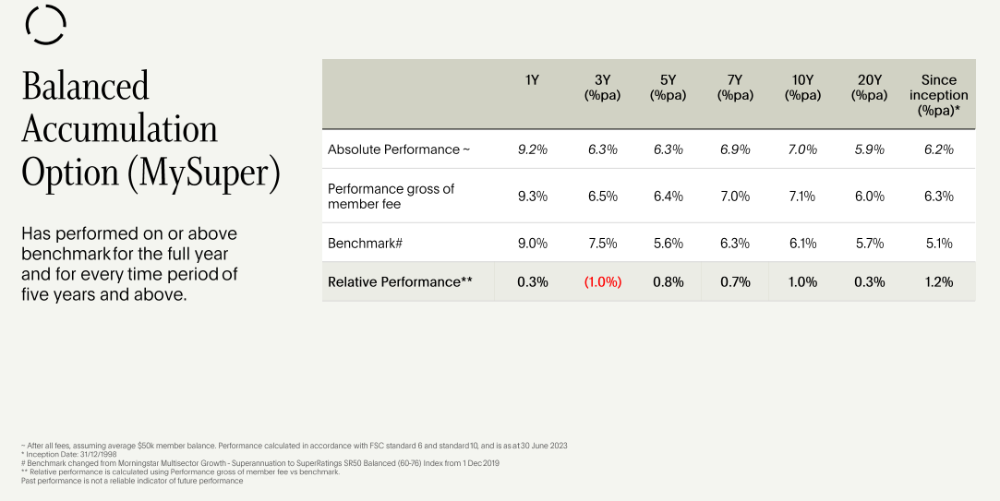 Balanced
Accumulation
Option (MySuper)
Has performed on or above
benchmark for the full year
and for every time period of
five years and above.
1Y 3Y (%pa) 5Y (%pa) 7Y (%pa) 10Y (%pa) 20Y (%pa) Since inception (%pa)*
Absolute Performance ~ 9.2% 6.3% 6.3% 6.9% 7.0% 5.9% 6.2%
Performance gross of member fee 9.3% 6.5% 6.4% 7.0% 7.1% 6.0% 6.3%
Benchmark# 9.0% 7.5% 5.6% 6.3% 6.1% 5.7% 5.1%
Relative Performance** 0.3% (1.0%) 0.8% 0.7% 1.0% 0.3% 1.2%
~ After all fees, assuming average $50k member balance. Performance calculated in accordance with FSC standard 6 and standard 10, and is as at 30 June 2023
* Inception Date: 31/12/1998
# Benchmark changed from Morningstar Multisector Growth - Superannuation to SuperRatings SR50 Balanced (60-76) Index from 1 Dec 2019
** Relative performance is calculated using Performance gross of member fee vs benchmark.
Past performance is not a reliable indicator of future performance